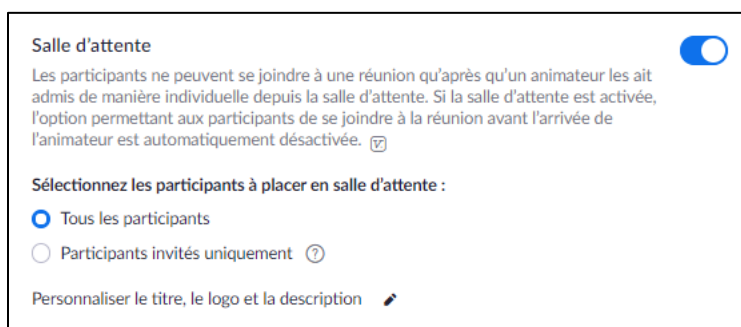 Salle d'attente
Les participants ne peuvent se joindre à une réunion qu'après qu'un animateur les ait
admis de manière individuelle depuis la salle d'attente. Si la salle d'attente est activée,
l'option permettant aux participants de se joindre à la réunion avant l'arrivée de
l'animateur est automatiquement désactivée.
Sélectionnez les participants à placer en salle d'attente :
Tous les participants
Participants invités uniquement ?
Personnaliser le titre, le logo et la description